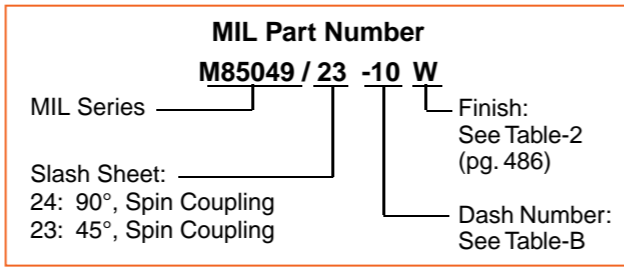 MIL Part Number
M85049 / 23 -10 W
MIL Series
Finish:
See Table-2
(pg. 486)
Slash Sheet:
24: 90°, Spin Coupling
23: 45°, Spin Coupling
Dash Number:
See Table-B